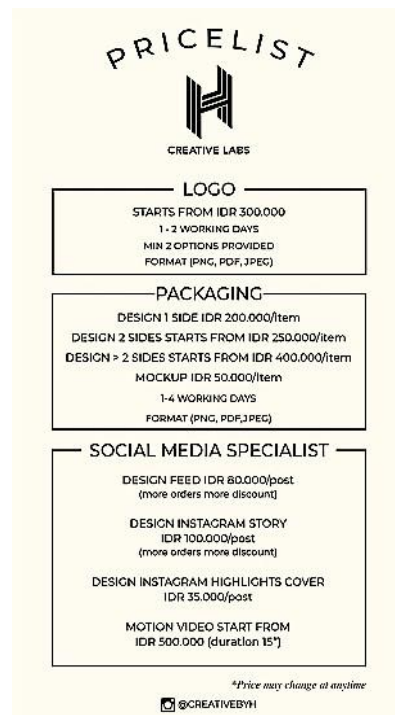 PRICELIST
H
CREATIVE LABS
LOGO
STARTS FROM IDR 300.000
1 - 2 WORKING DAYS
MIN 2 OPTIONS PROVIDED
FORMAT (PNG, PDF, JPEG)
PACKAGING
DESIGN 1 SIDE IDR 200.000/item
DESIGN 2 SIDES STARTS FROM IDR 250.000/item
DESIGN > 2 SIDES STARTS FROM IDR 400.000/item
MOCKUP IDR 50.000/item
1-4 WORKING DAYS
FORMAT (PNG, PDF,JPEG)
SOCIAL MEDIA SPECIALIST
DESIGN FEED IDR 80.000/post
(more orders more discount)
DESIGN INSTAGRAM STORY
IDR 100.000/post
(more orders more discount)
DESIGN INSTAGRAM HIGHLIGHTS COVER
IDR 35.000/post
MOTION VIDEO START FROM
IDR 500.000 (duration 15")
*Price may change at anytime
@CREATIVEBYH